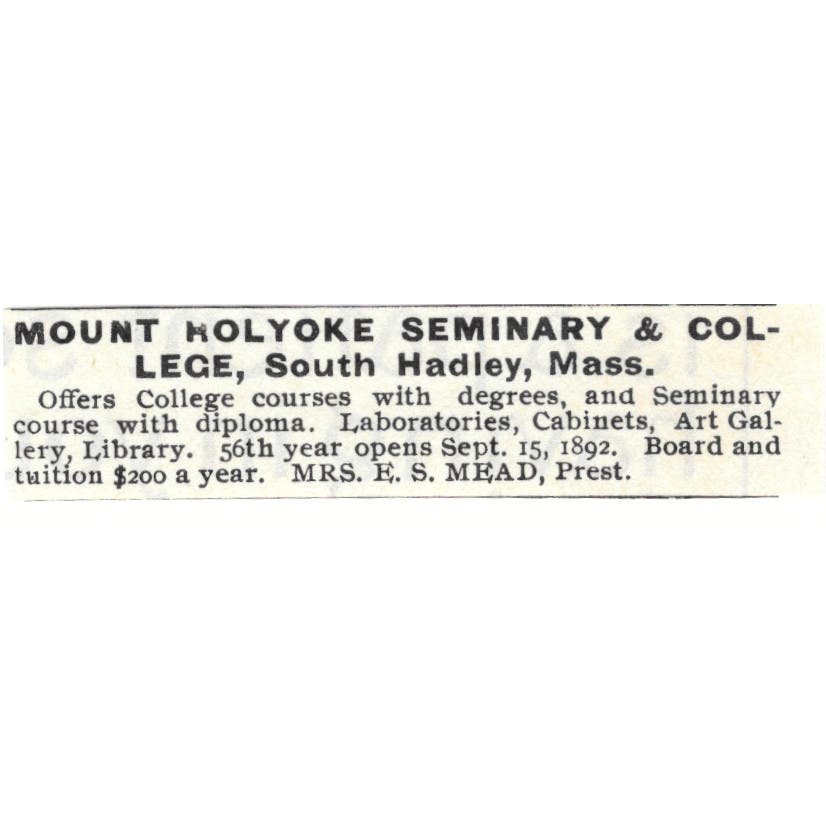 MOUNT HOLYOKE SEMINARY & COL-
LEGE, South Hadley, Mass.
Offers College courses with degrees, and Seminary
course with diploma. Laboratories, Cabinets, Art Gal-
lery, Library. 56th year opens Sept. 15, 1892. Board and
tuition $200 a year. MRS. E. S. MEAD, Prest.